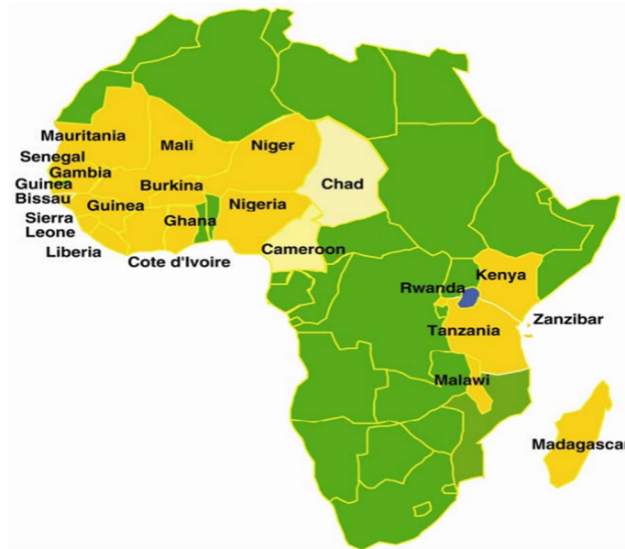 Mauritania
Mali
Niger
Senegal
Gambia
Guinea
Bissau
Burkina
Chad
Guinea
Nigeria
Sierra
Leone
Ghana
Liberia
Cote d'Ivoire
Cameroon
Kenya
Rwanda
Zanzibar
Tanzania
Malawi
Madagascar